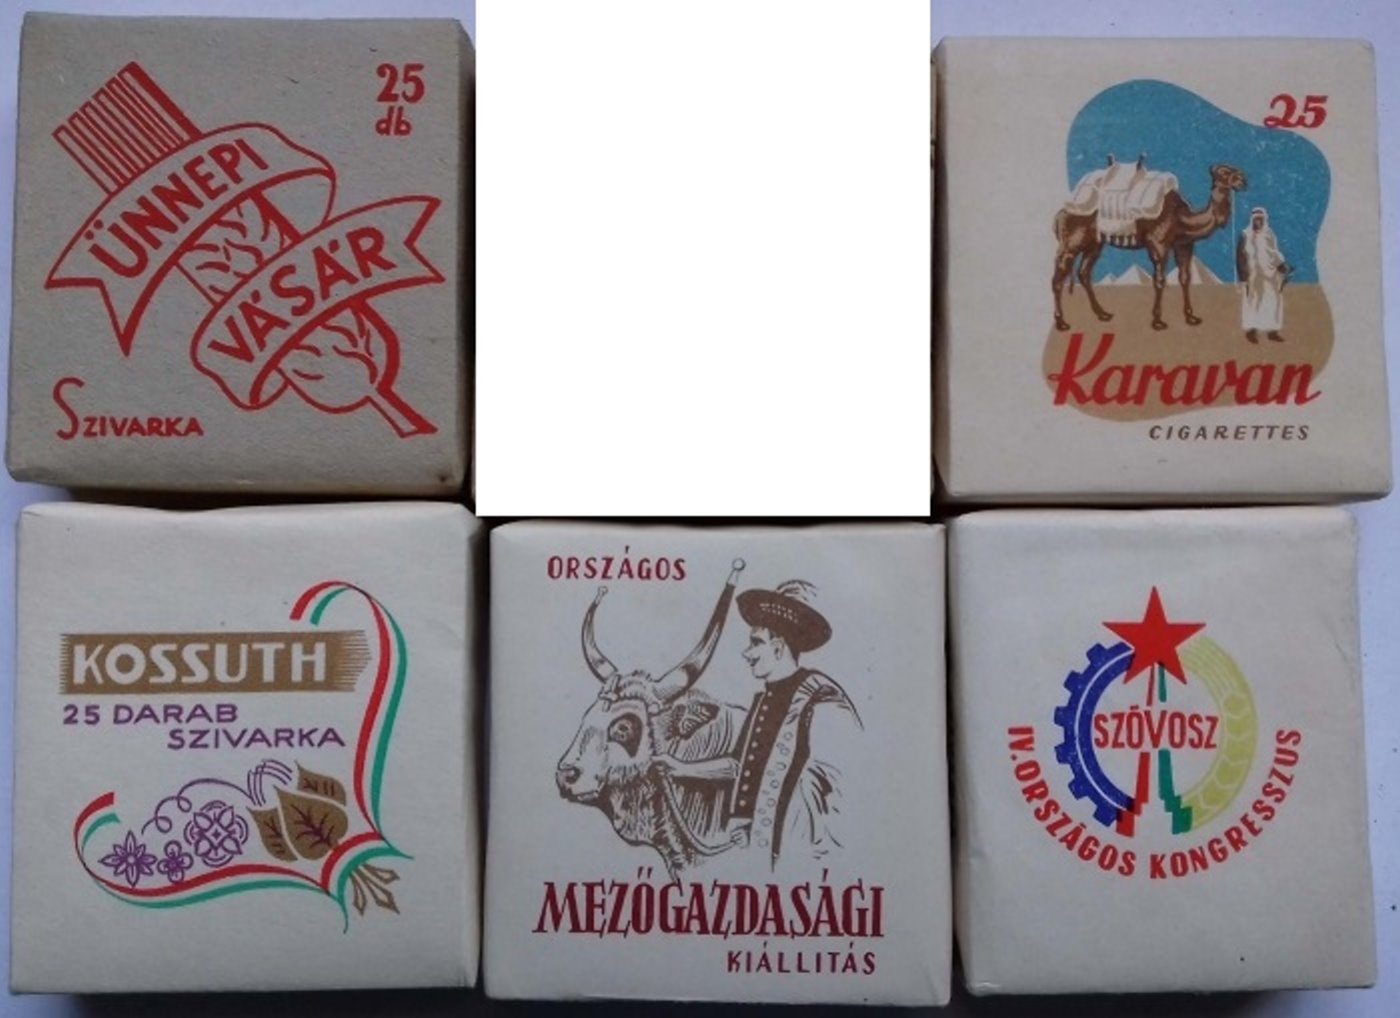 25
db
ÜNNEPI
VÁSÁR
SZIVARKA
25
Karavan
CIGARETTES
KOSSUTH
25 DARAB
SZIVARKA
ORSZÁGOS
MEZŐGAZDASÁGI
KIÁLLITÁS
SZÖVOSZ
IV. ORSZÁGOS KONGRESSZUS